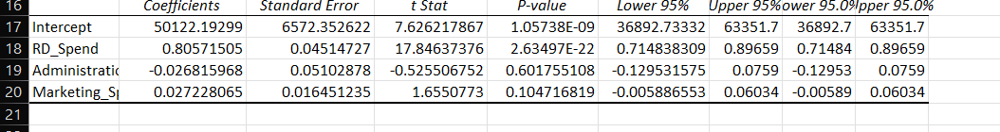 16 Coefficients Standard Error t Stat P-value Lower 95% Upper 95% ower 95.0% pper 95.0%
17 Intercept 50122.19299 6572.352622 7.626217867 1.05738E-09 36892.73332 63351.7 36892.7 63351.7
18 RD_Spend 0.80571505 0.04514727 17.84637376 2.63497E-22 0.714838309 0.89659 0.71484 0.89659
19 Administratic -0.026815968 0.05102878 -0.525506752 0.601755108 -0.129531575 0.0759 -0.12953 0.0759
20 Marketing_Sp 0.027228065 0.016451235 1.6550773 0.104716819 -0.005886553 0.06034 -0.00589 0.06034
21